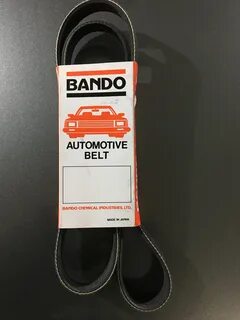 BANDO
AUTOMOTIVE
BELT
BANDO CHEMICAL INDUSTRIES, LTD.
MADE IN JAPAN